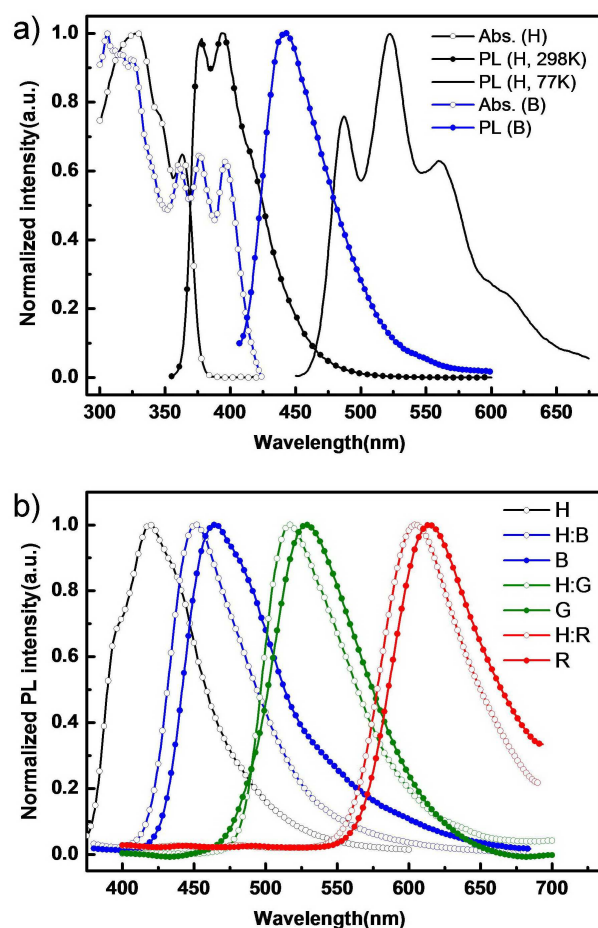 a)
Abs. (H)
PL (H, 298K)
PL (H, 77K)
Abs. (B)
PL (B)
Normalized intensity(a.u.)
1.0
0.8
0.6
0.4
0.2
0.0
300 350 400 450 500 550 600 650
Wavelength(nm)
b)
H
H:B
B
H:G
G
H:R
R
Normalized PL intensity(a.u.)
1.0
0.8
0.6
0.4
0.2
0.0
400 450 500 550 600 650 700
Wavelength(nm)